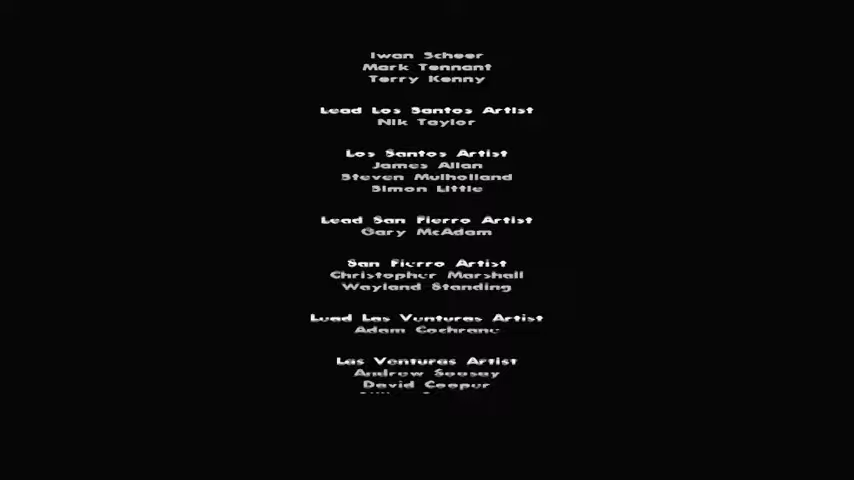 Iwan Scheer
Mark Tennant
Terry Kenny
Lead Los Santos Artist
Nik Taylor
Los Santos Artist
James Allan
Steven Mulholland
Simon Little
Lead San Fierro Artist
Gary McAdam
San Fierro Artist
Christopher Marshall
Wayland Standing
Lead Las Venturas Artist
Adam Cochrane
Las Venturas Artist
Andrew Soosay
David Cooper